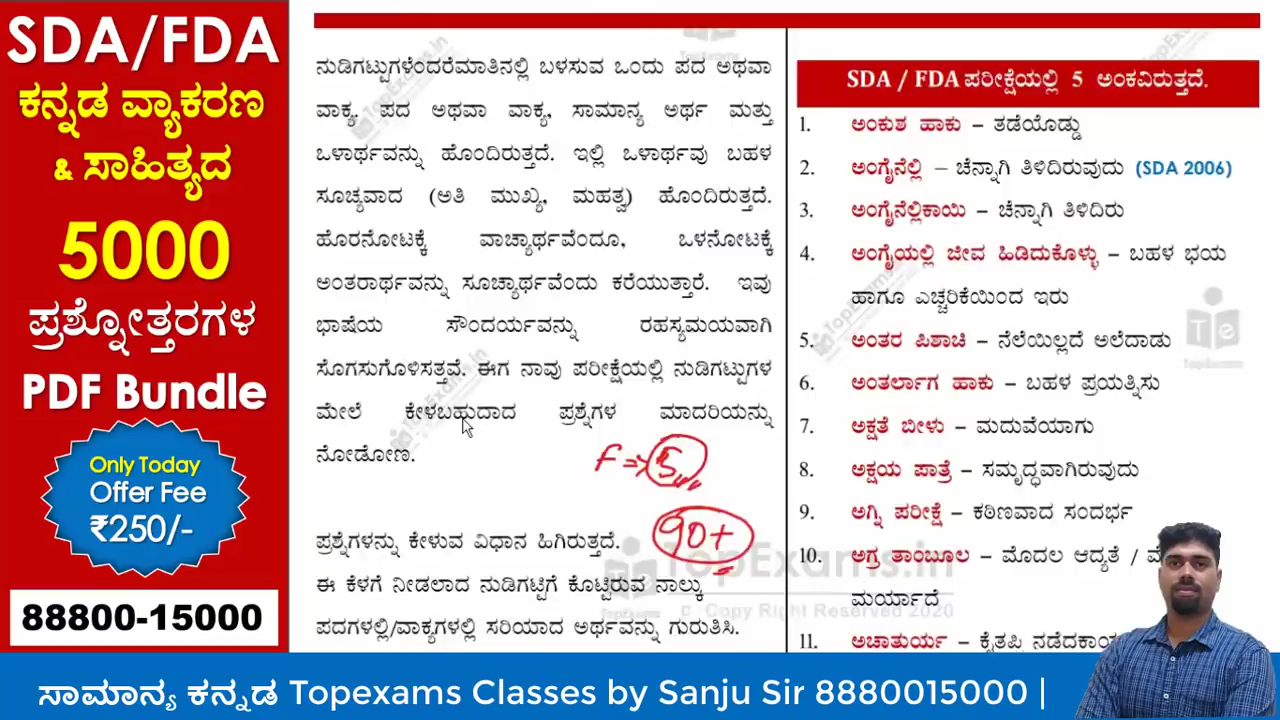 SDA/FDA
ಕನ್ನಡ ವ್ಯಾಕರಣ
& ಸಾಹಿತ್ಯದ
5000
ಪ್ರಶ್ನೋತ್ತರಗಳ
PDF Bundle
Only Today
Offer Fee
₹250/-
88800-15000
ನುಡಿಗಟ್ಟುಗಳೆಂದರೆಮಾತಿನಲ್ಲಿ ಬಳಸುವ ಒಂದು ಪದ ಅಥವಾ
ವಾಕ್ಯ. ಪದ ಅಥವಾ ವಾಕ್ಯ, ಸಾಮಾನ್ಯ ಅರ್ಥ ಮತ್ತು
ಒಳಾರ್ಥವನ್ನು ಹೊಂದಿರುತ್ತದೆ. ಇಲ್ಲಿ ಒಳಾರ್ಥವು ಬಹಳ
ಸೂಚ್ಯವಾದ (ಅತಿ ಮುಖ್ಯ, ಮಹತ್ವ) ಹೊಂದಿರುತ್ತದೆ.
ಹೊರನೋಟಕ್ಕೆ ವಾಚ್ಯಾರ್ಥವೆಂದೂ, ಒಳನೋಟಕ್ಕೆ
ಅಂತರಾರ್ಥವನ್ನು ಸೂಚ್ಯಾರ್ಥವೆಂದು ಕರೆಯುತ್ತಾರೆ. ಇವು
ಭಾಷೆಯ ಸೌಂದರ್ಯವನ್ನು ರಹಸ್ಯಮಯವಾಗಿ
ಸೊಗಸುಗೊಳಿಸತ್ತವೆ. ಈಗ ನಾವು ಪರೀಕ್ಷೆಯಲ್ಲಿ ನುಡಿಗಟ್ಟುಗಳ
ಮೇಲೆ ಕೇಳಬಹುದಾದ ಪ್ರಶ್ನೆಗಳ ಮಾದರಿಯನ್ನು
ನೋಡೋಣ.
F ⇒ 5
90+
ಪ್ರಶ್ನೆಗಳನ್ನು ಕೇಳುವ ವಿಧಾನ ಹಿಗಿರುತ್ತದೆ.
ಈ ಕೆಳಗೆ ನೀಡಲಾದ ನುಡಿಗಟ್ಟಿಗೆ ಕೊಟ್ಟಿರುವ ನಾಲ್ಕು
ಪದಗಳಲ್ಲಿ/ವಾಕ್ಯಗಳಲ್ಲಿ ಸರಿಯಾದ ಅರ್ಥವನ್ನು ಗುರುತಿಸಿ.
TopExams.in
© Copy Right Reserved 2020
SDA / FDA ಪರೀಕ್ಷೆಯಲ್ಲಿ 5 ಅಂಕವಿರುತ್ತದೆ.
1. ಅಂಕುಶ ಹಾಕು – ತಡೆಯೊಡ್ಡು
2. ಅಂಗೈನೆಲ್ಲಿ – ಚೆನ್ನಾಗಿ ತಿಳಿದಿರುವುದು (SDA 2006)
3. ಅಂಗೈನೆಲ್ಲಿಕಾಯಿ – ಚೆನ್ನಾಗಿ ತಿಳಿದಿರು
4. ಅಂಗೈಯಲ್ಲಿ ಜೀವ ಹಿಡಿದುಕೊಳ್ಳು – ಬಹಳ ಭಯ
ಹಾಗೂ ಎಚ್ಚರಿಕೆಯಿಂದ ಇರು
5. ಅಂತರ ಪಿಶಾಚಿ – ನೆಲೆಯಿಲ್ಲದೆ ಅಲೆದಾಡು
6. ಅಂತರ್ಲಾಗ ಹಾಕು – ಬಹಳ ಪ್ರಯತ್ನಿಸು
7. ಅಕ್ಷತೆ ಬೀಳು – ಮದುವೆಯಾಗು
8. ಅಕ್ಷಯ ಪಾತ್ರೆ – ಸಮೃದ್ಧವಾಗಿರುವುದು
9. ಅಗ್ನಿ ಪರೀಕ್ಷೆ – ಕಠಿಣವಾದ ಸಂದರ್ಭ
10. ಅಗ್ರ ತಾಂಬೂಲ – ಮೊದಲ ಆದ್ಯತೆ /
ಮರ್ಯಾದೆ
11. ಅಚಾತುರ್ಯ –
ಸಾಮಾನ್ಯ ಕನ್ನಡ Topexams Classes by Sanju Sir 8880015000 |